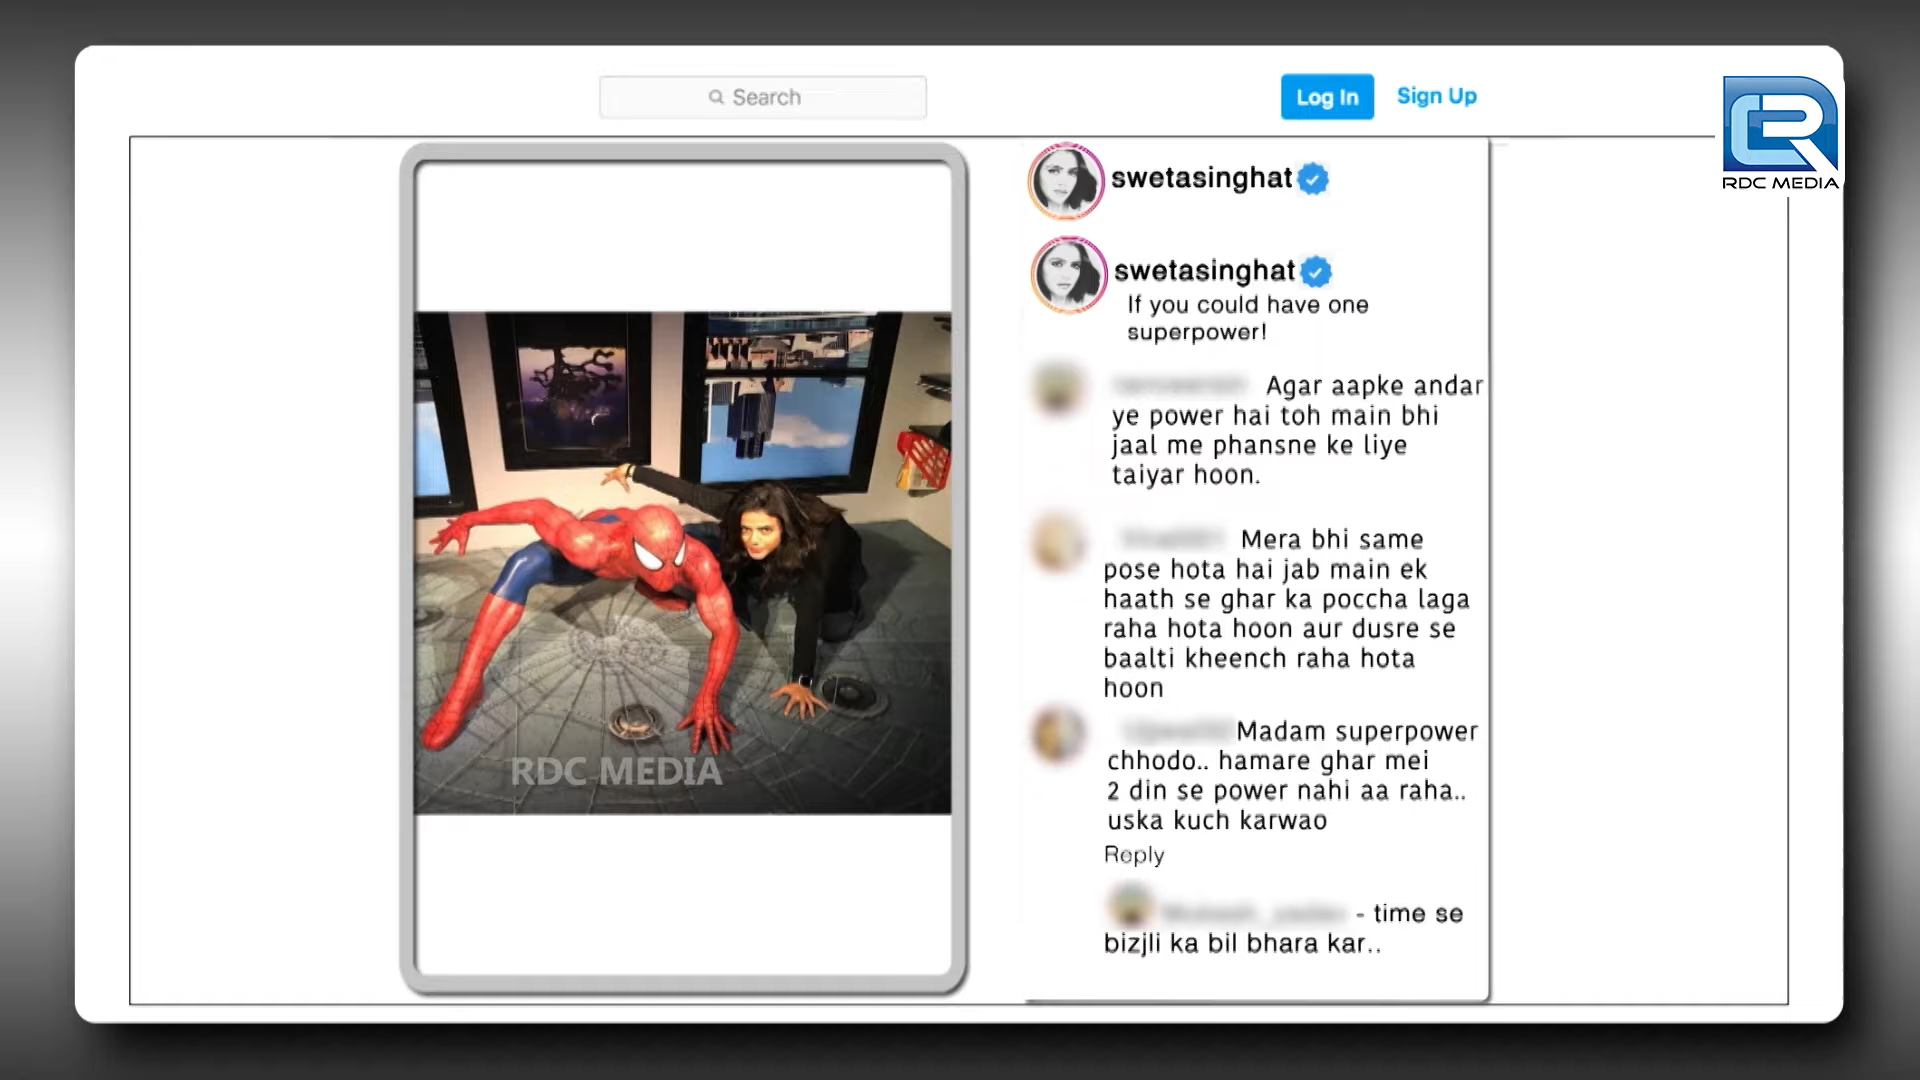 Search
Log In
Sign Up
RDC MEDIA
swetasinghat
swetasinghat
If you could have one
superpower!
Agar aapke andar
ye power hai toh main bhi
jaal me phansne ke liye
taiyar hoon.
Mera bhi same
pose hota hai jab main ek
haath se ghar ka poccha laga
raha hota hoon aur dusre se
baalti kheench raha hota
hoon
Madam superpower
chhodo.. hamare ghar mei
2 din se power nahi aa raha..
uska kuch karwao
Reply
- time se
bizjli ka bil bhara kar..
RDC MEDIA